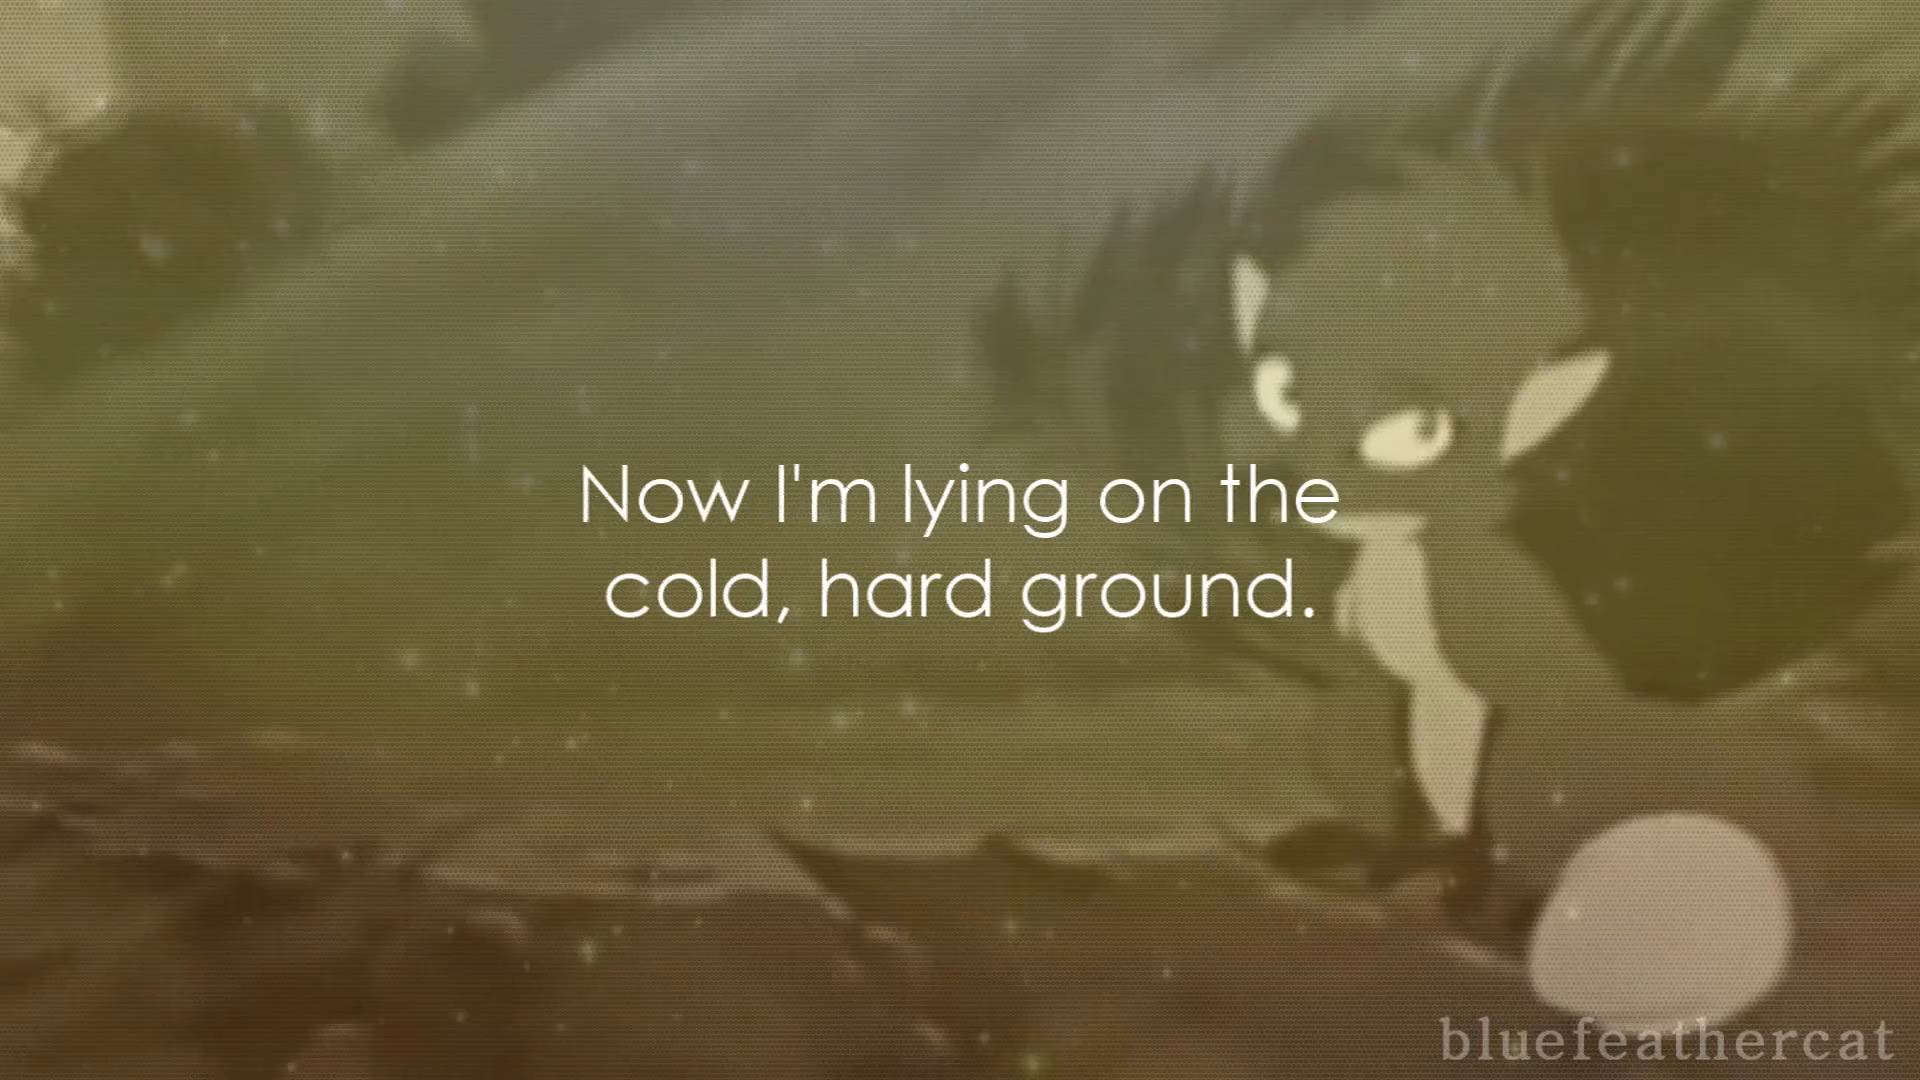 Now I'm lying on the
cold, hard ground.
bluefeathercat